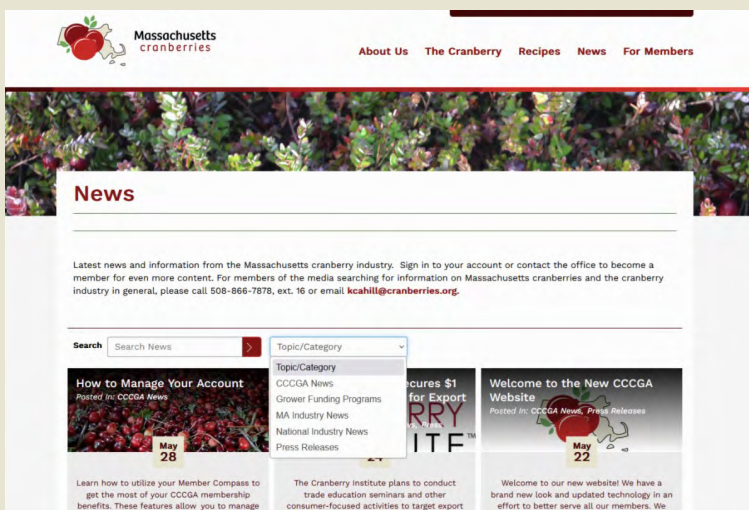 Massachusetts
cranberries
About Us The Cranberry Recipes News For Members
News
Latest news and information from the Massachusetts cranberry industry. Sign in to your account or contact the office to become a
member for even more content. For members of the media searching for information on Massachusetts cranberries and the cranberry
industry in general, please call 508-866-7878, ext. 16 or email kcahill@cranberries.org.
Search Search News > Topic/Category
Topic/Category
CCCGA News
Grower Funding Programs
MA Industry News
National Industry News
Press Releases
How to Manage Your Account
Posted In: CCCGA News
May
28
Learn how to utilize your Member Compass to
get the most of your CCCGA membership
benefits. These features allow you to manage
ecures $1
for Export
The Cranberry Institute plans to conduct
trade education seminars and other
consumer-focused activities to target export
Welcome to the New CCCGA
Website
Posted In: CCCGA News, Press Releases
May
22
Welcome to our new website! We have a
brand new look and updated technology in an
effort to better serve all our members. We